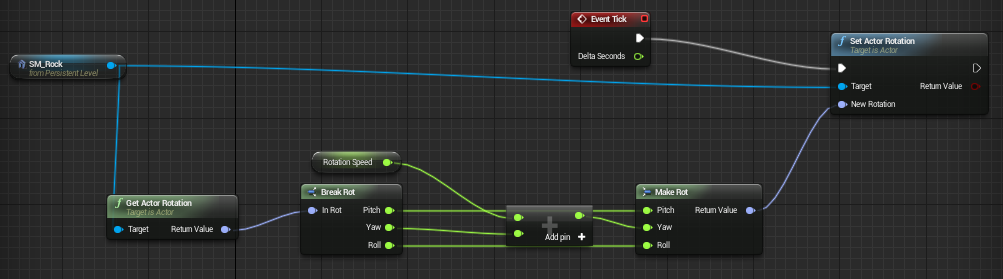 Event Tick
Delta Seconds
Set Actor Rotation
Target is Actor
Target
Return Value
New Rotation
SM_Rock
from Persistent Level
Rotation Speed
Get Actor Rotation
Target is Actor
Target
Return Value
Break Rot
In Rot
Pitch
Yaw
Roll
Add pin
Make Rot
Pitch
Return Value
Yaw
Roll